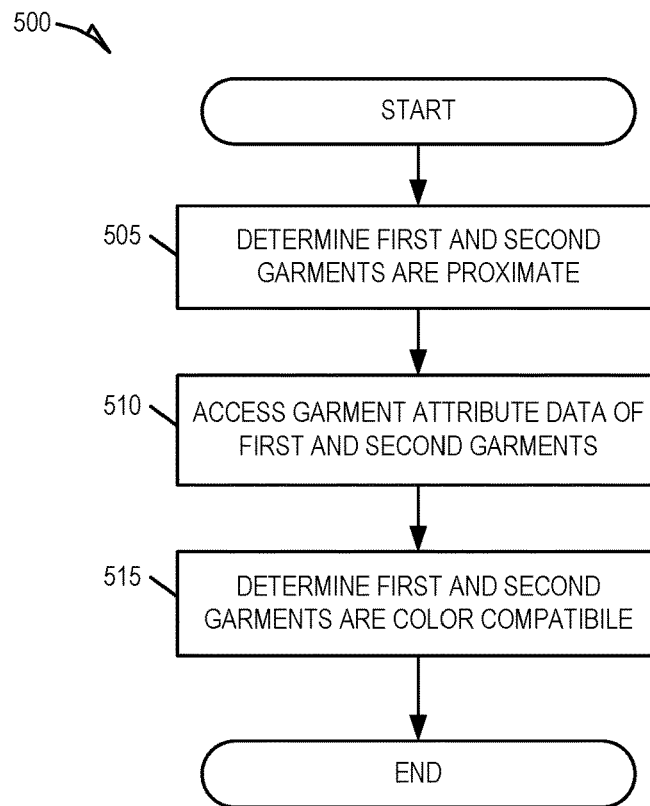 500
START
505
DETERMINE FIRST AND SECOND
GARMENTS ARE PROXIMATE
510
ACCESS GARMENT ATTRIBUTE DATA OF
FIRST AND SECOND GARMENTS
515
DETERMINE FIRST AND SECOND
GARMENTS ARE COLOR COMPATIBILE
END